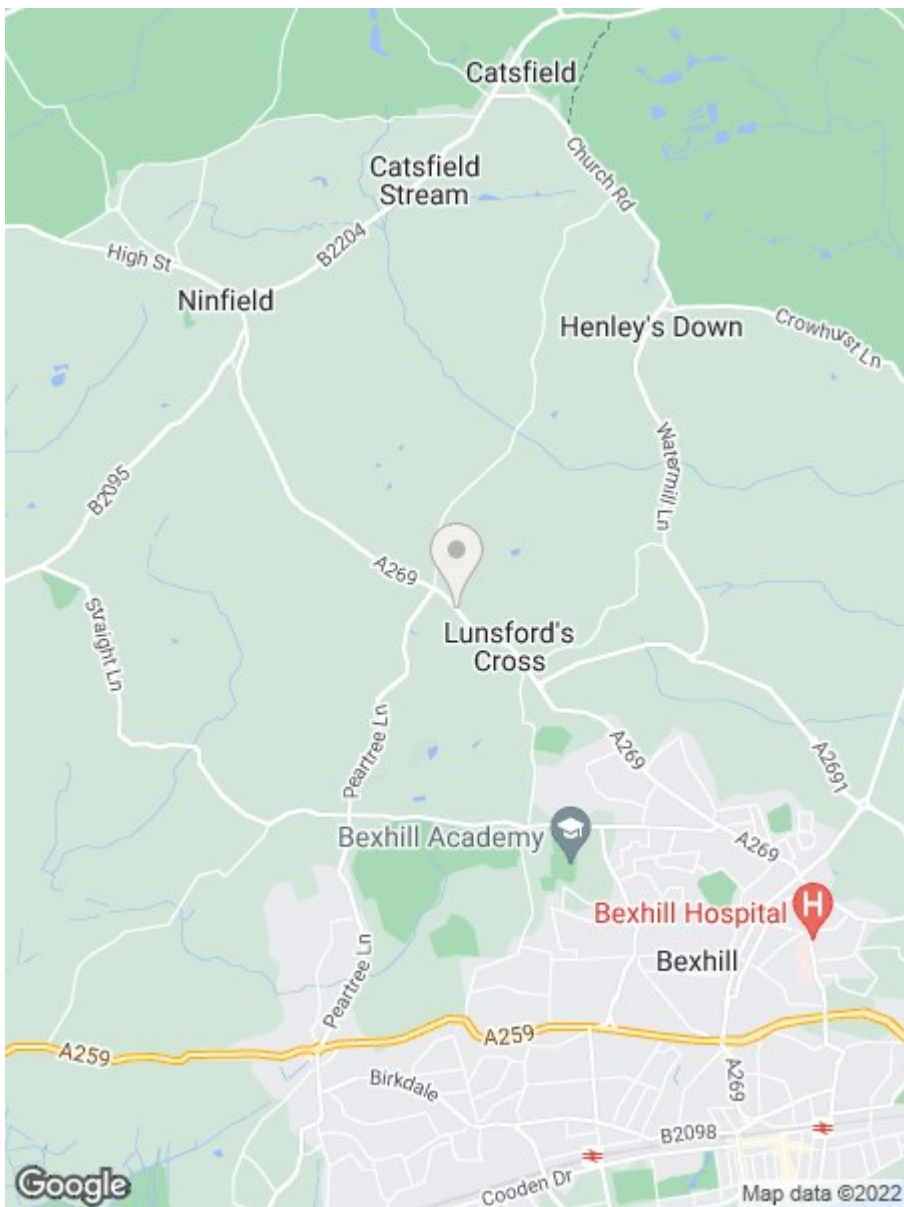 Catsfield
Catsfield
Stream
Church Rd
B2204
High St
Ninfield
Henley's Down
Crowhurst Ln
Watermill Ln
B2095
A269
Straight Ln
Lunsford's
Cross
Peartree Ln
A269
A2691
Bexhill Academy
A269
Bexhill Hospital
H
Bexhill
Peartree Ln
A259
A259
Birkdale
A269
B2098
Cooden Dr
Google
Map data ©2022